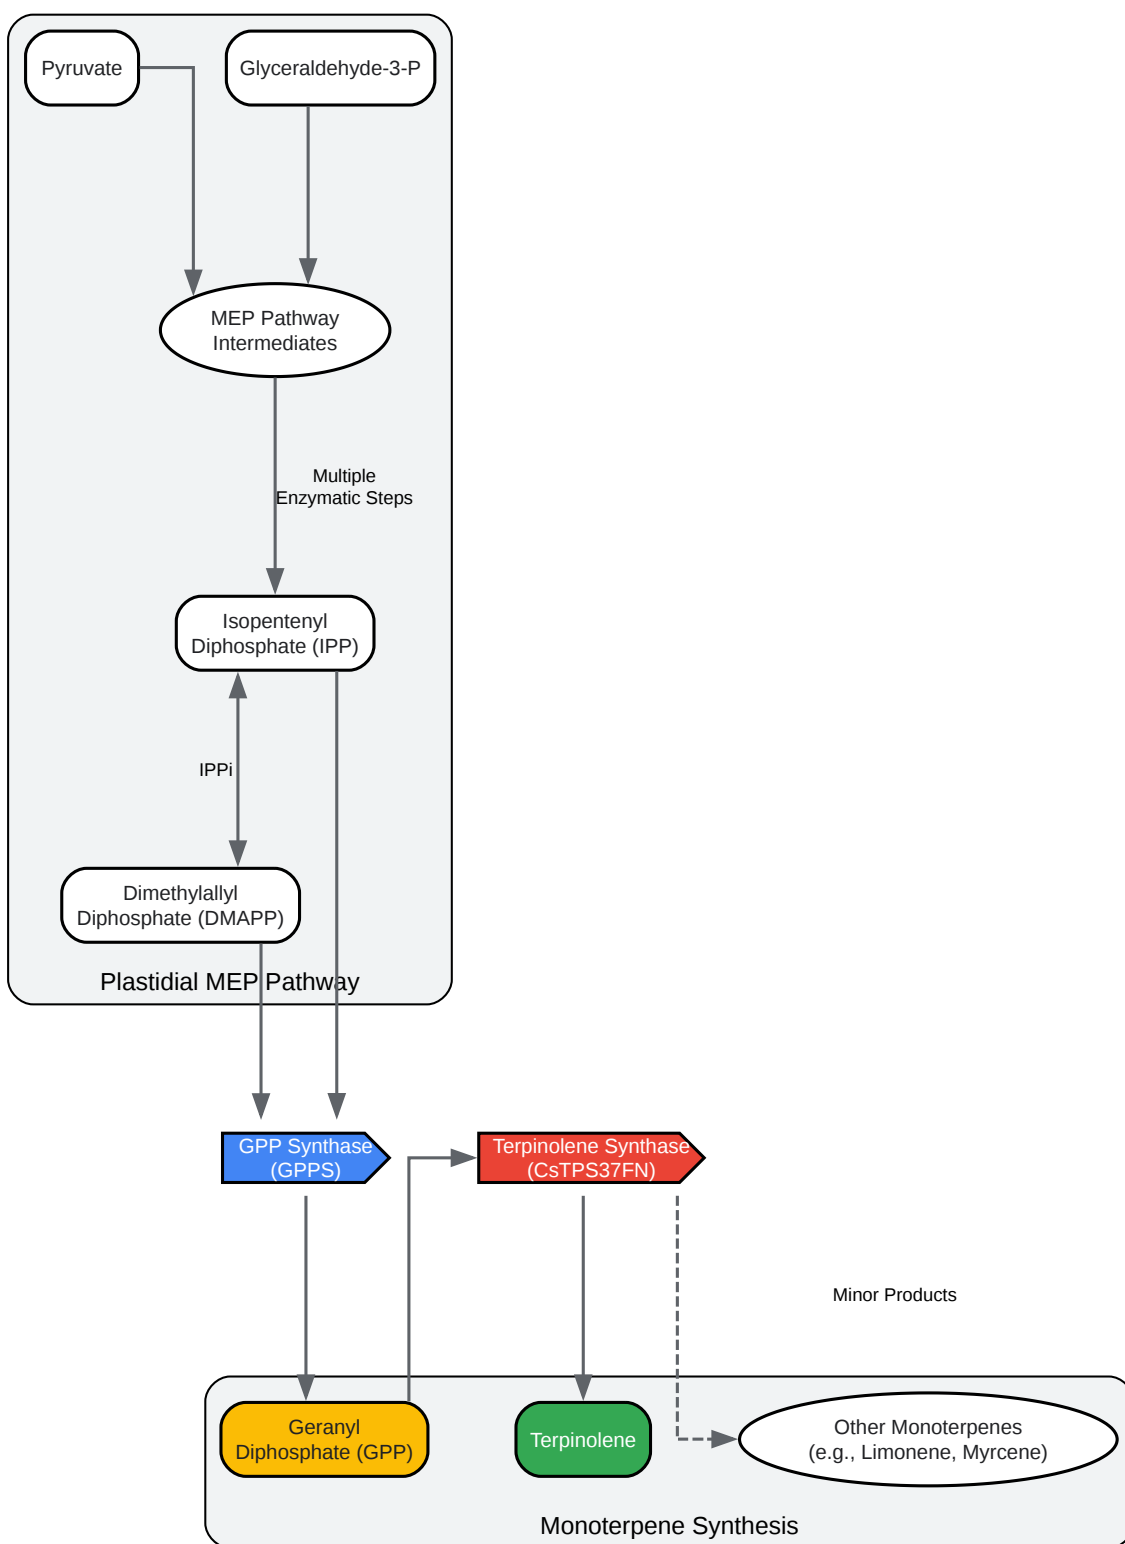 Pyruvate
Glyceraldehyde-3-P
MEP Pathway
Intermediates
Multiple
Enzymatic Steps
Isopentenyl
Diphosphate (IPP)
IPPi
Dimethylallyl
Diphosphate (DMAPP)
Plastidial MEP Pathway
GPP Synthase
(GPPS)
Terpinolene Synthase
(CsTPS37FN)
Minor Products
Geranyl
Diphosphate (GPP)
Terpinolene
Other Monoterpenes
(e.g., Limonene, Myrcene)
Monoterpene Synthesis